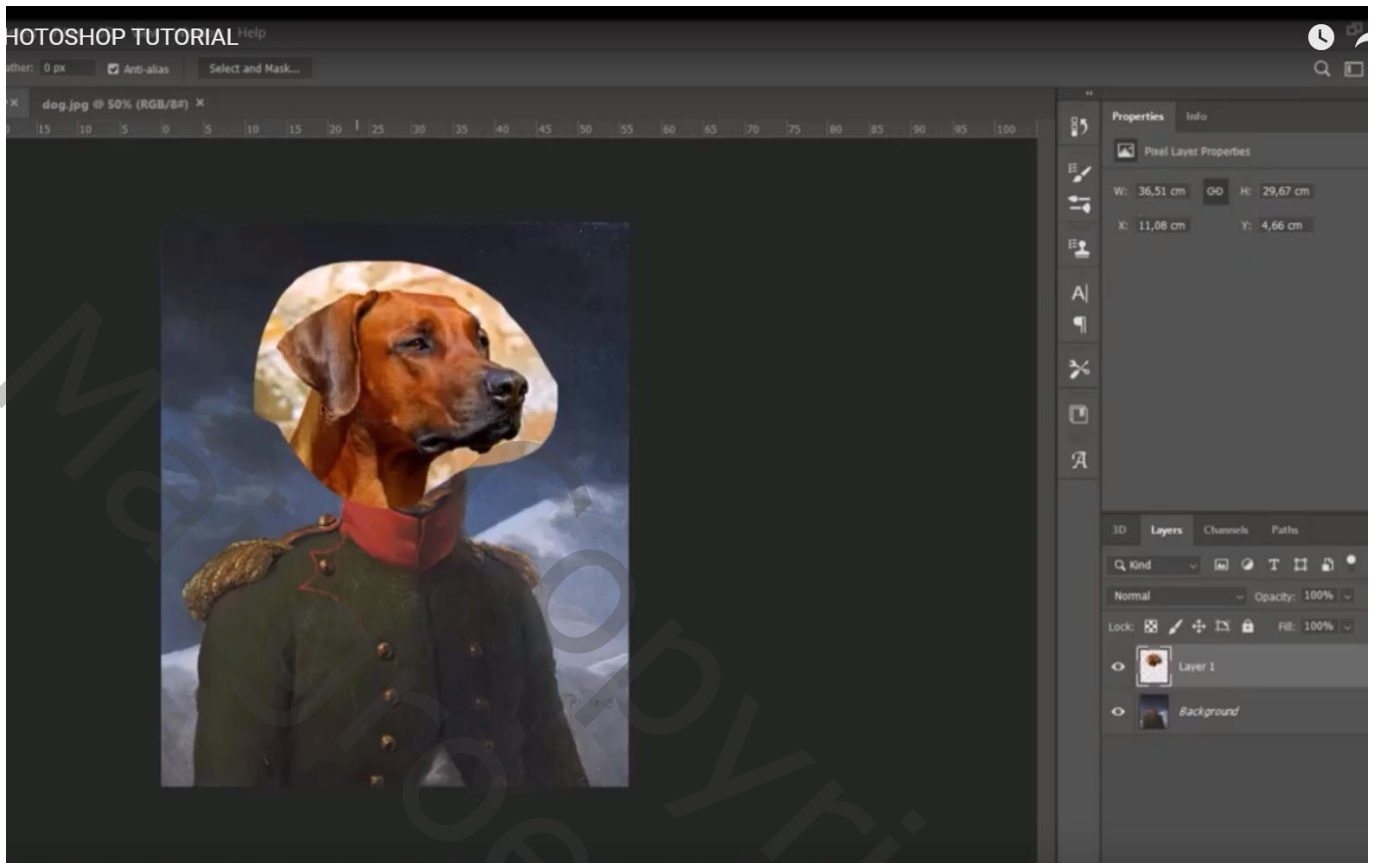 HOTOSHOP TUTORIAL
Help
ather: 0 px Anti-alias Select and Mask...
dog.jpg @ 50% (RGB/8#) ×
15 10 5 0 5 10 15 20 25 30 35 40 45 50 55 60 65 70 75 80 85 90 95 100
Properties Info
Pixel Layer Properties
W: 36,51 cm H: 29,67 cm
X: 11,08 cm Y: 4,66 cm
3D Layers Channels Paths
Kind
Normal Opacity: 100%
Lock: Fill: 100%
Layer 1
Background